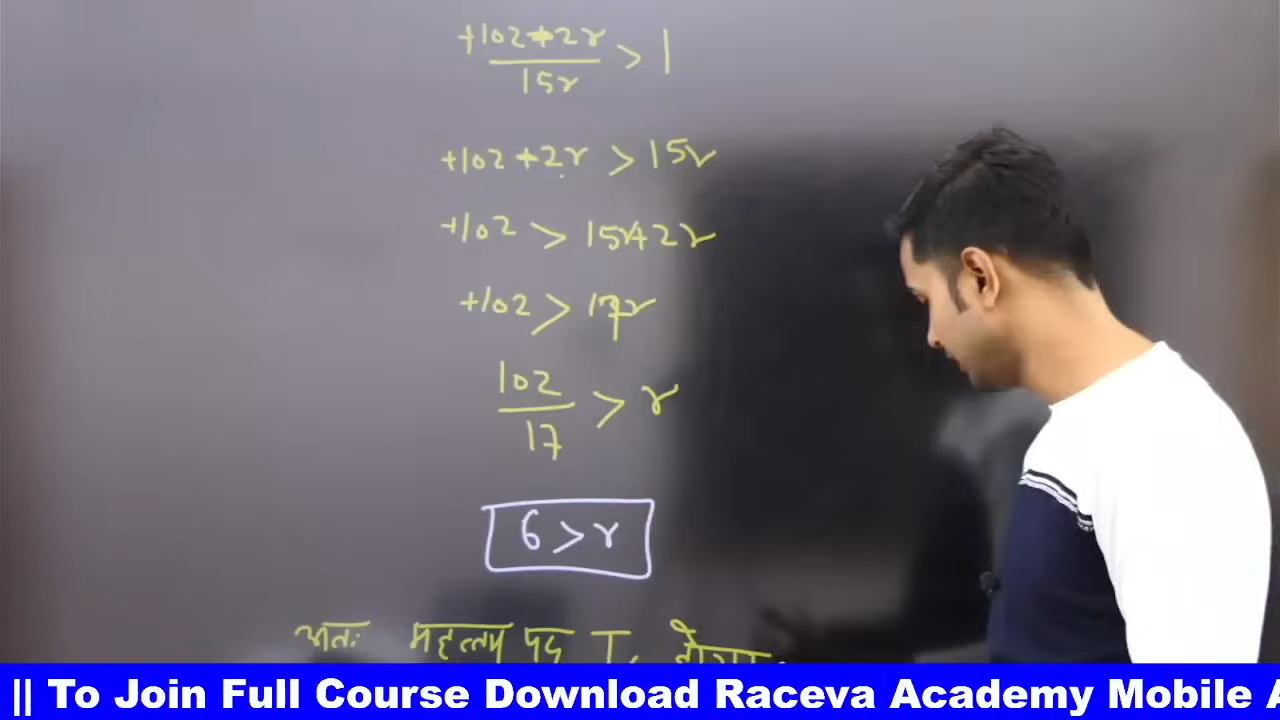 +102+2r
15r
> 1
+102+2r > 15r
+102 > 15r+2r
+102 > 17r
102
17
> r
6 > r
अतः महत्तम पद T होगा
|| To Join Full Course Download Raceva Academy Mobile A